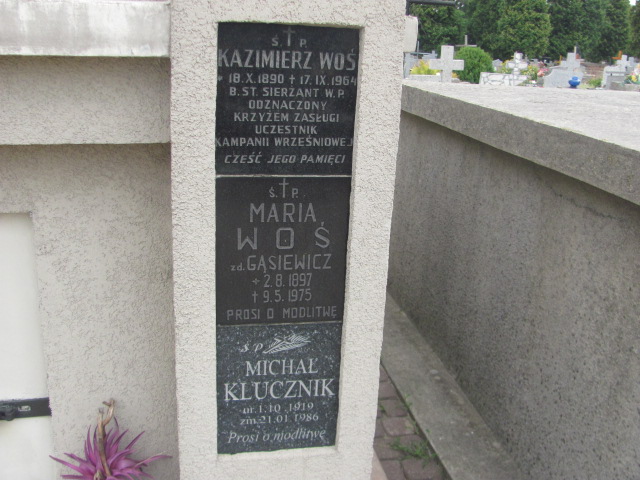 Ś. P.
KAZIMIERZ WOŚ
* 18.X.1890 † 17.IX.1964
B. ST. SIERŻANT W.P.
ODZNACZONY
KRZYŻEM ZASŁUGI
UCZESTNIK
KAMPANII WRZEŚNIOWEJ
CZEŚĆ JEGO PAMIĘCI
Ś. P.
MARIA
WOŚ
zd. GĄSIEWICZ
* 2.8.1897
† 9.5.1975
PROSI O MODLITWĘ
ś p
MICHAŁ
KLUCZNIK
ur. 1.10.1919
zm. 21.01.1986
Prosi o modlitwę